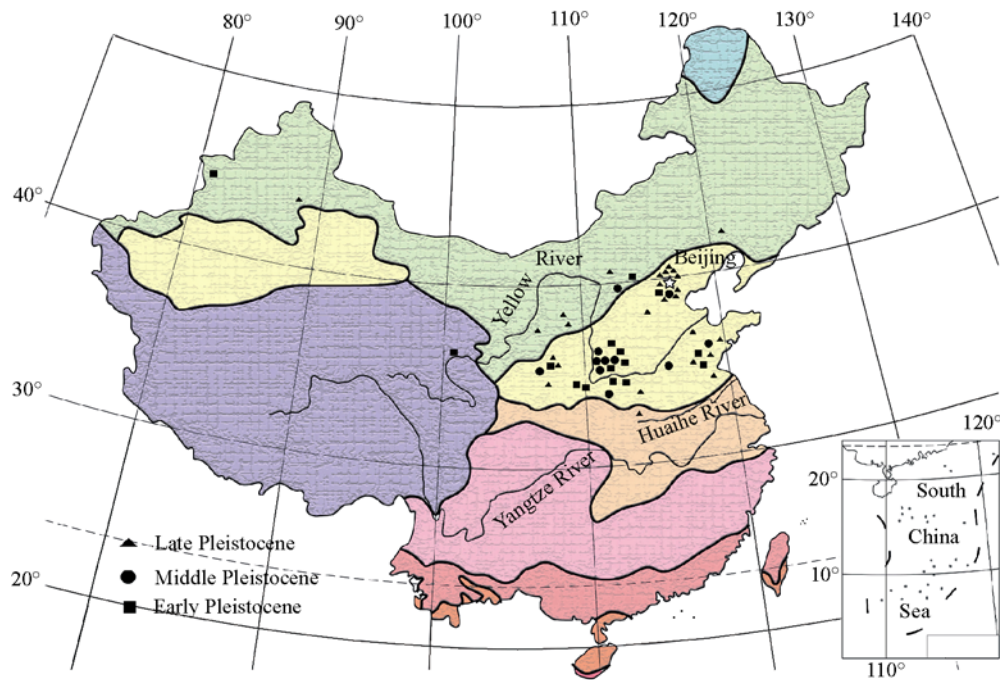 80° 90° 100° 110° 120° 130° 140°
40°
30°
20°
Beijing
River
Yellow
Huaihe River
Yangtze River
Late Pleistocene
Middle Pleistocene
Early Pleistocene
120°
20°
South
China
10°
Sea
110°